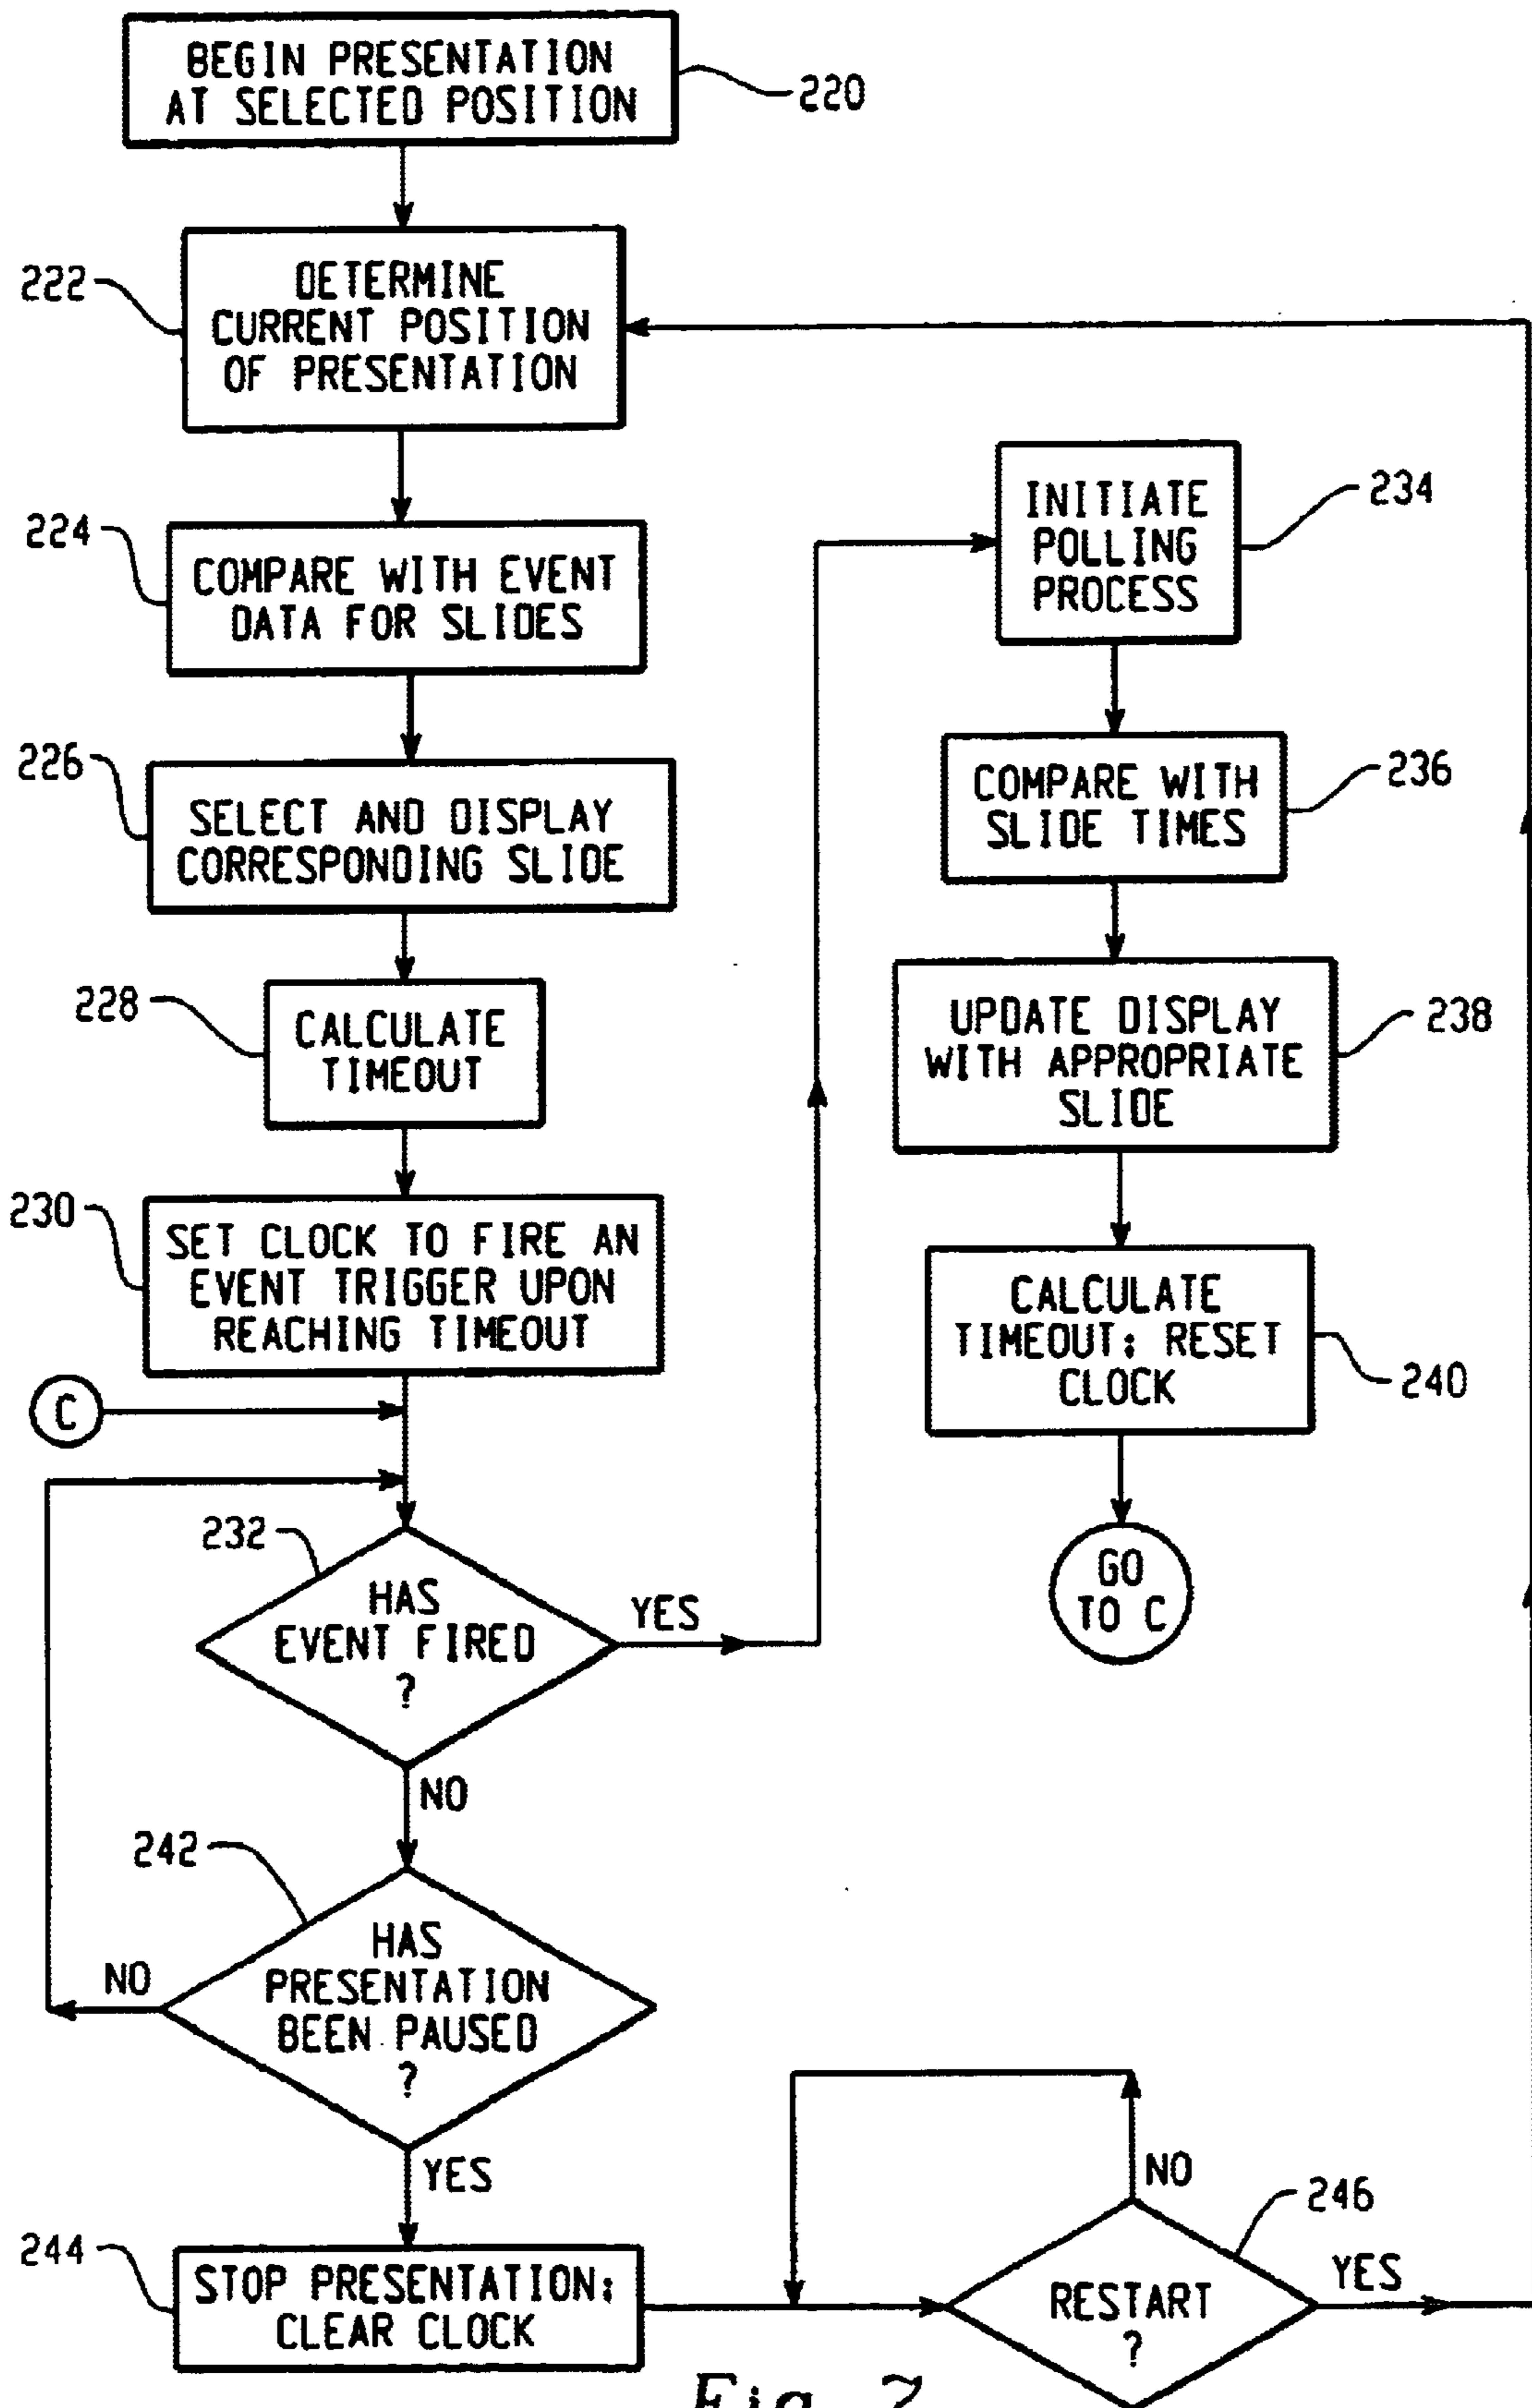 BEGIN PRESENTATION
AT SELECTED POSITION
220
222
DETERMINE
CURRENT POSITION
OF PRESENTATION
224
COMPARE WITH EVENT
DATA FOR SLIDES
226
SELECT AND DISPLAY
CORRESPONDING SLIDE
228
CALCULATE
TIMEOUT
230
SET CLOCK TO FIRE AN
EVENT TRIGGER UPON
REACHING TIMEOUT
C
232
HAS
EVENT FIRED
?
YES
NO
234
INITIATE
POLLING
PROCESS
236
COMPARE WITH
SLIDE TIMES
238
UPDATE DISPLAY
WITH APPROPRIATE
SLIDE
240
CALCULATE
TIMEOUT; RESET
CLOCK
GO
TO C
242
HAS
PRESENTATION
BEEN PAUSED
?
NO
YES
244
STOP PRESENTATION;
CLEAR CLOCK
246
RESTART
?
NO
YES
Fig. 7